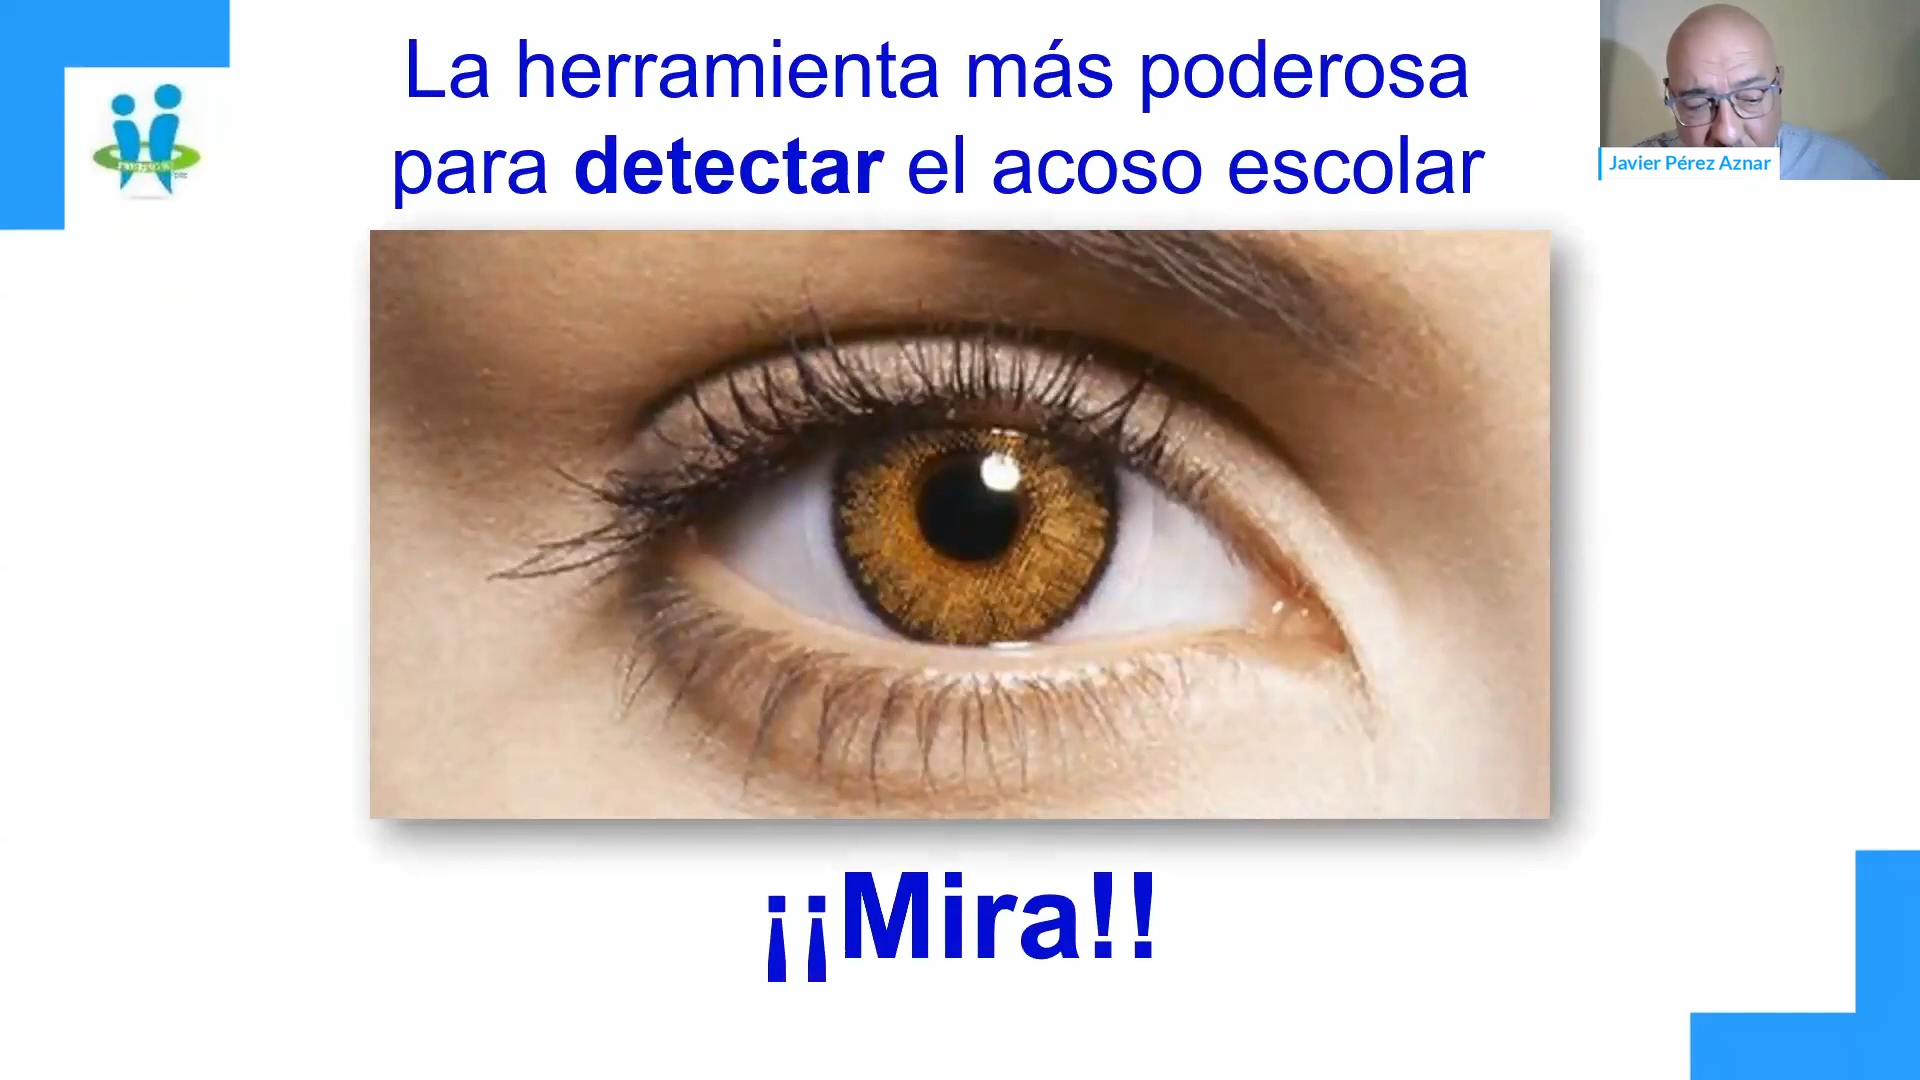 La herramienta más poderosa
para detectar el acoso escolar
Javier Pérez Aznar
¡¡Mira!!